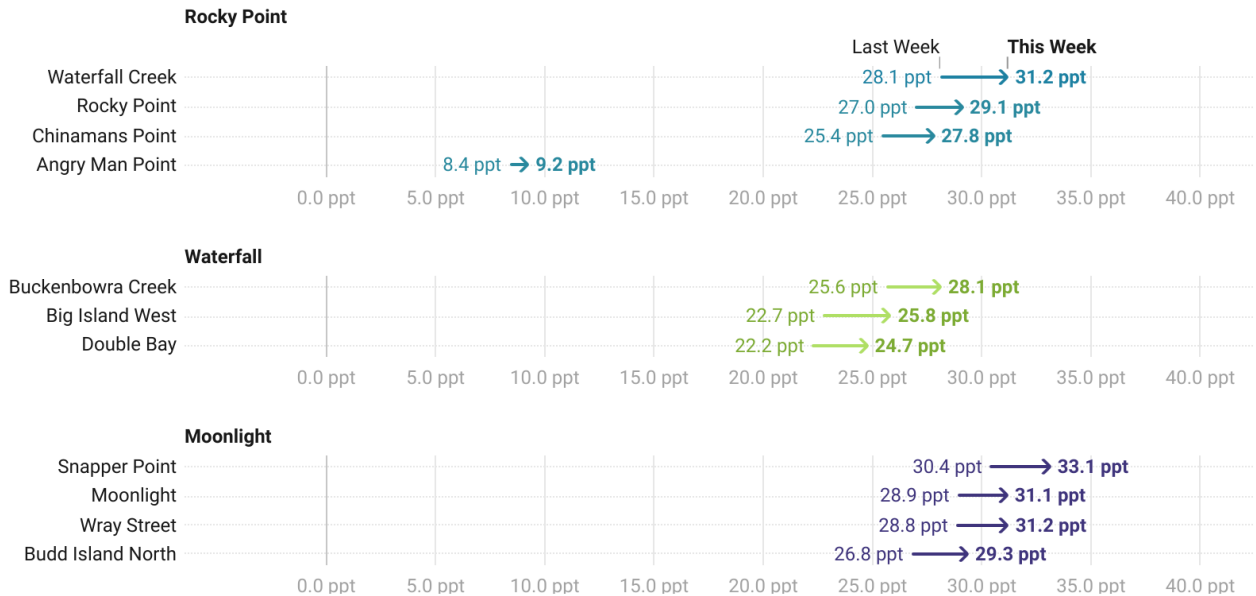 Rocky Point
Last Week This Week
Waterfall Creek 28.1 ppt 31.2 ppt
Rocky Point 27.0 ppt 29.1 ppt
Chinamans Point 25.4 ppt 27.8 ppt
Angry Man Point 8.4 ppt 9.2 ppt
0.0 ppt 5.0 ppt 10.0 ppt 15.0 ppt 20.0 ppt 25.0 ppt 30.0 ppt 35.0 ppt 40.0 ppt
Waterfall
Buckenbowra Creek 25.6 ppt 28.1 ppt
Big Island West 22.7 ppt 25.8 ppt
Double Bay 22.2 ppt 24.7 ppt
0.0 ppt 5.0 ppt 10.0 ppt 15.0 ppt 20.0 ppt 25.0 ppt 30.0 ppt 35.0 ppt 40.0 ppt
Moonlight
Snapper Point 30.4 ppt 33.1 ppt
Moonlight 28.9 ppt 31.1 ppt
Wray Street 28.8 ppt 31.2 ppt
Budd Island North 26.8 ppt 29.3 ppt
0.0 ppt 5.0 ppt 10.0 ppt 15.0 ppt 20.0 ppt 25.0 ppt 30.0 ppt 35.0 ppt 40.0 ppt